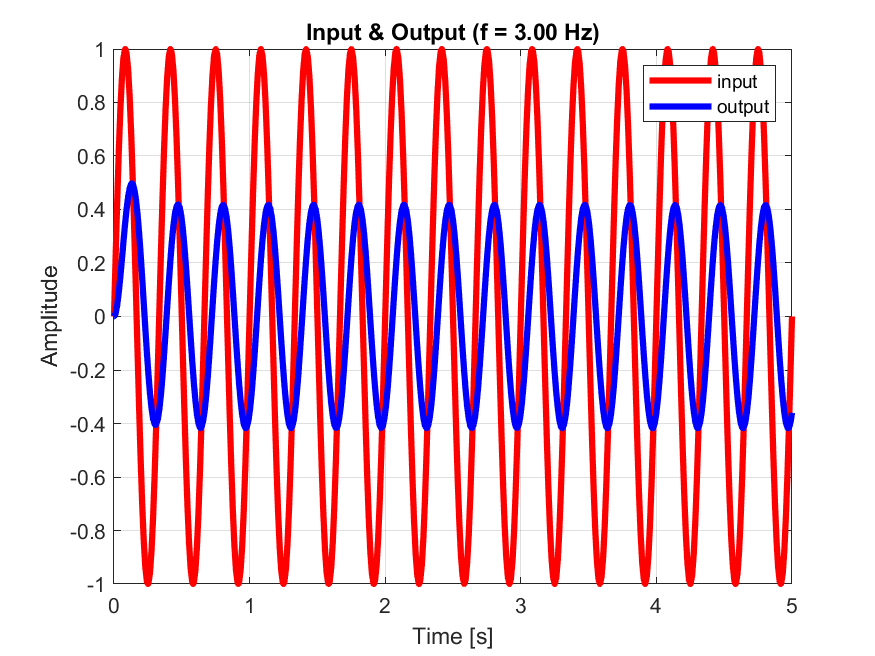 Input & Output (f = 3.00 Hz)
1
0.8
0.6
0.4
0.2
0
-0.2
-0.4
-0.6
-0.8
-1
Amplitude
input
output
0 1 2 3 4 5
Time [s]